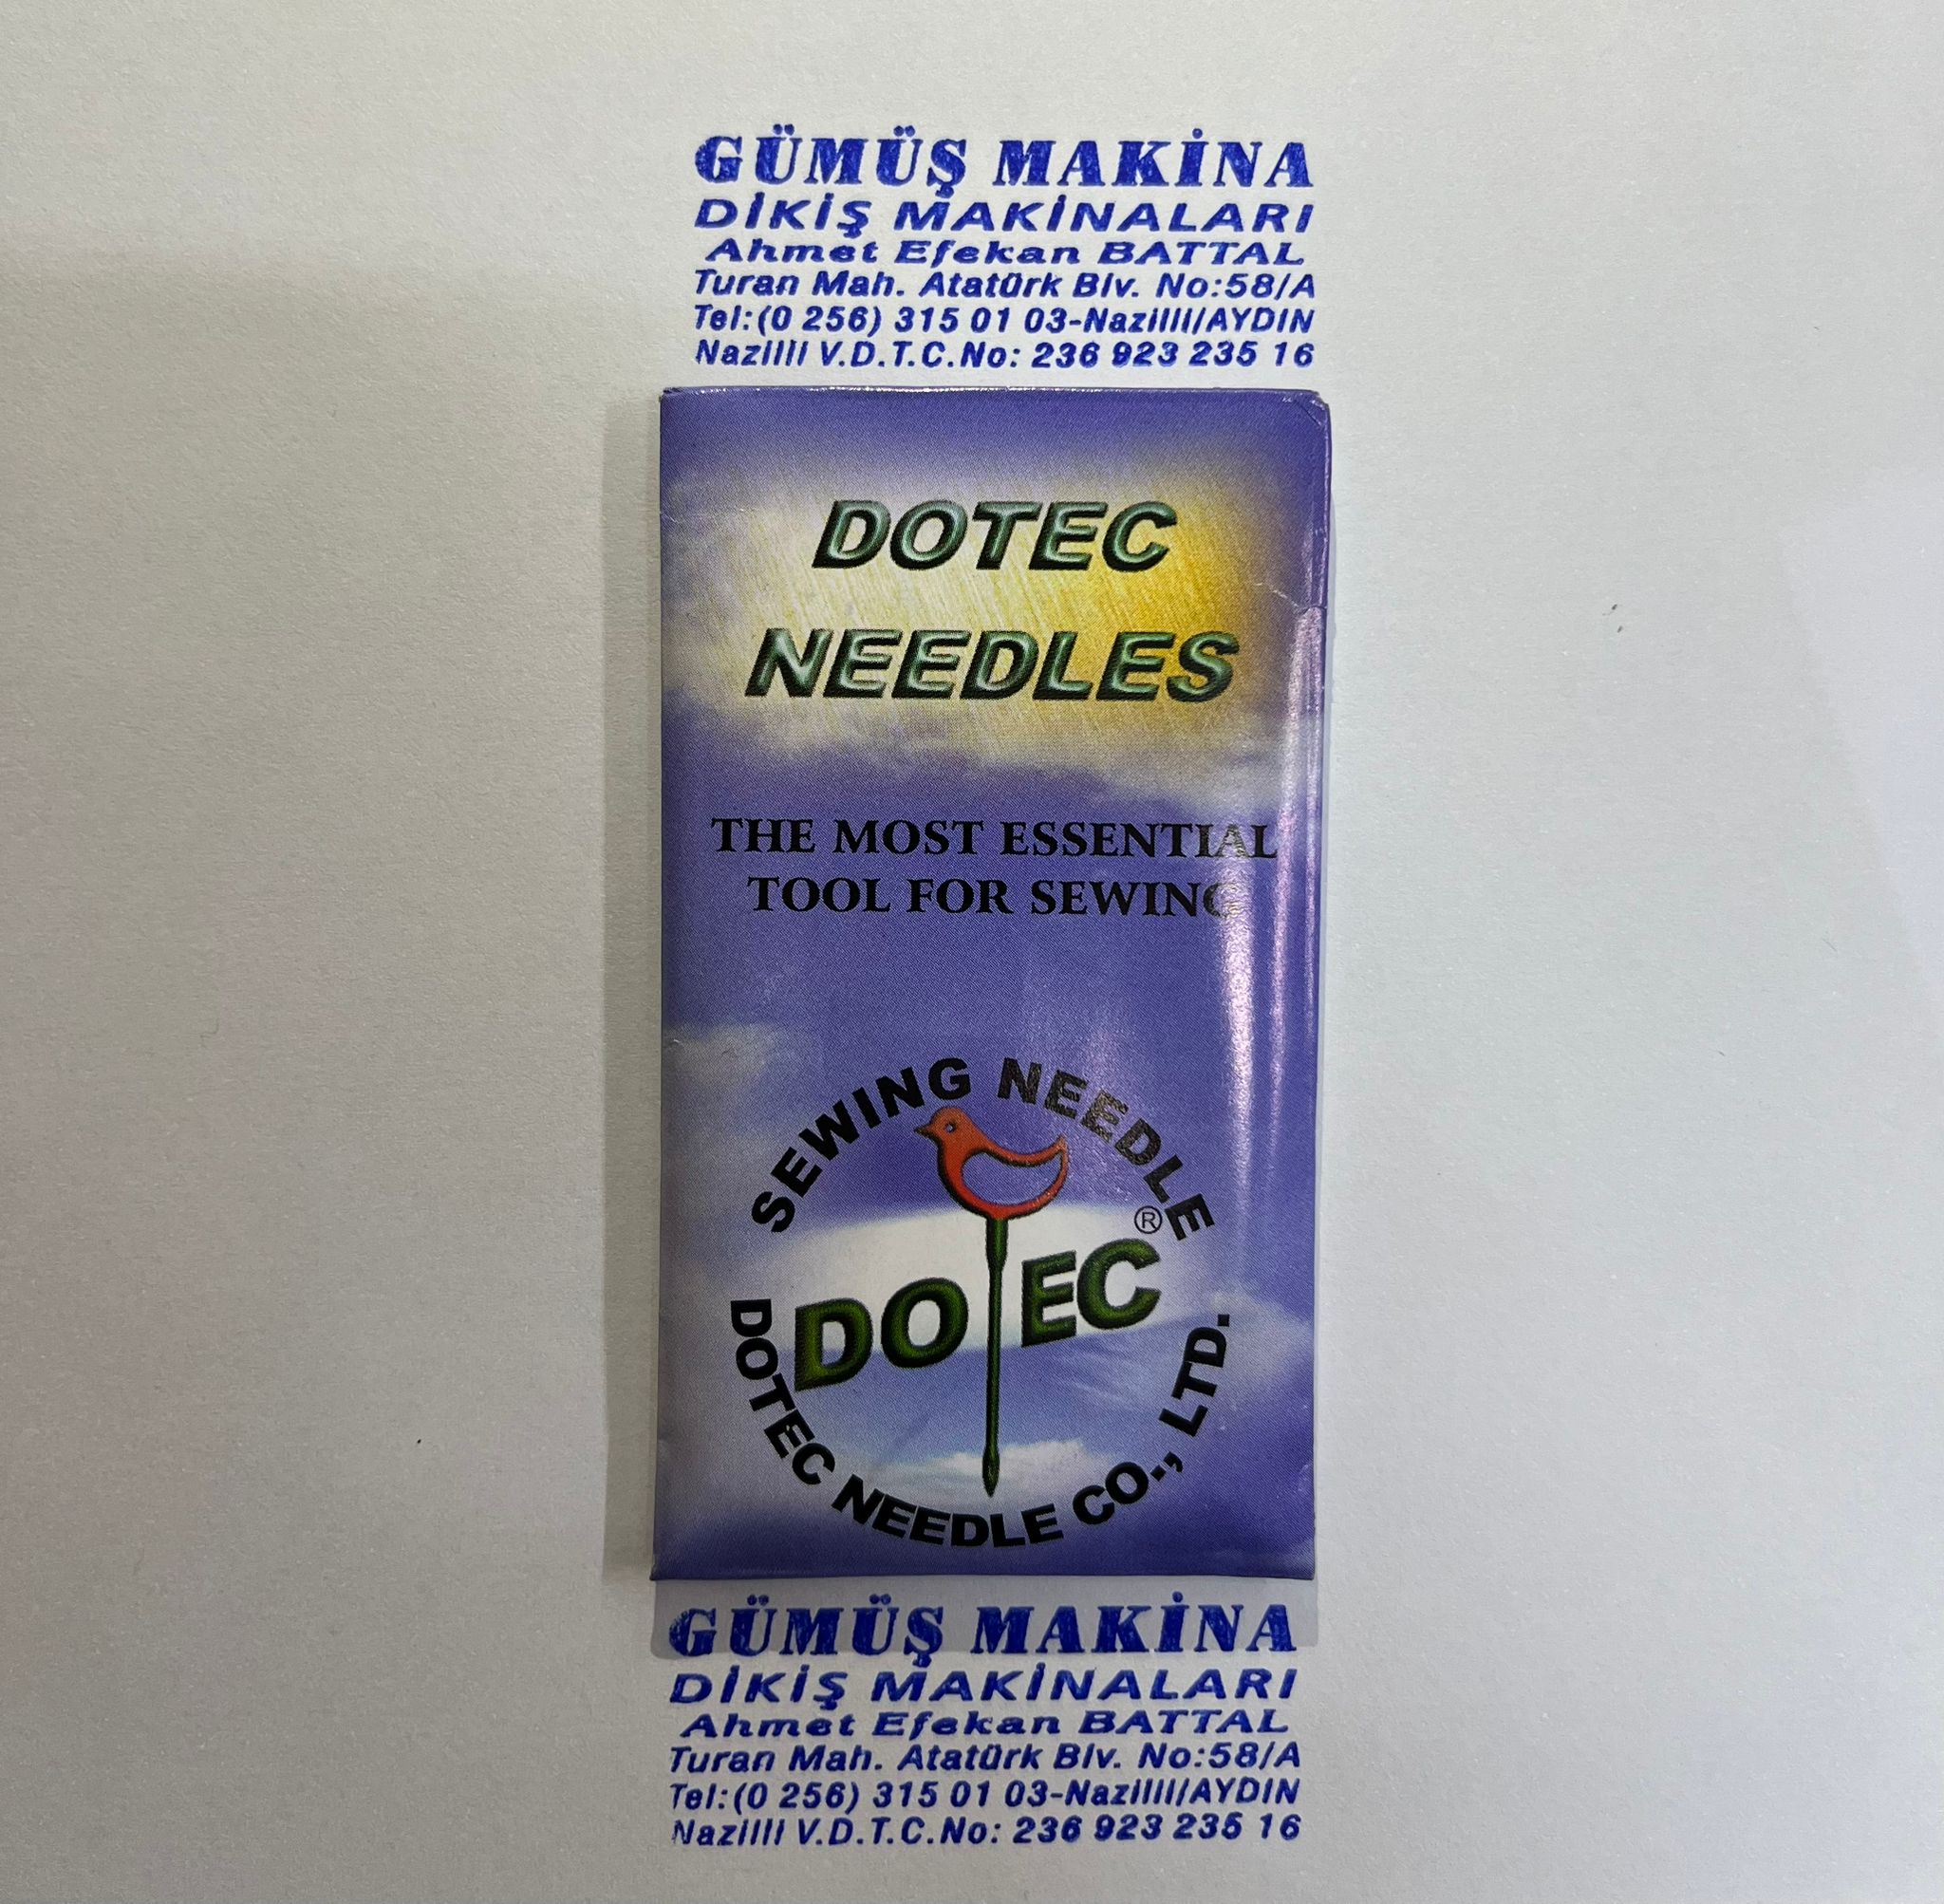 GÜMÜŞ MAKİNA
DİKİŞ MAKİNALARI
Ahmet Efekan BATTAL
Turan Mah. Atatürk Blv. No:58/A
Tel:(0 256) 315 01 03-Nazilli/AYDIN
Nazilli V.D.T.C.No: 236 923 235 16
DOTEC
NEEDLES
THE MOST ESSENTIAL
TOOL FOR SEWING
SEWING NEEDLE
DOTEC®
DOTEC NEEDLE CO., LTD.
GÜMÜŞ MAKİNA
DİKİŞ MAKİNALARI
Ahmet Efekan BATTAL
Turan Mah. Atatürk Blv. No:58/A
Tel:(0 256) 315 01 03-Nazilli/AYDIN
Nazilli V.D.T.C.No: 236 923 235 16